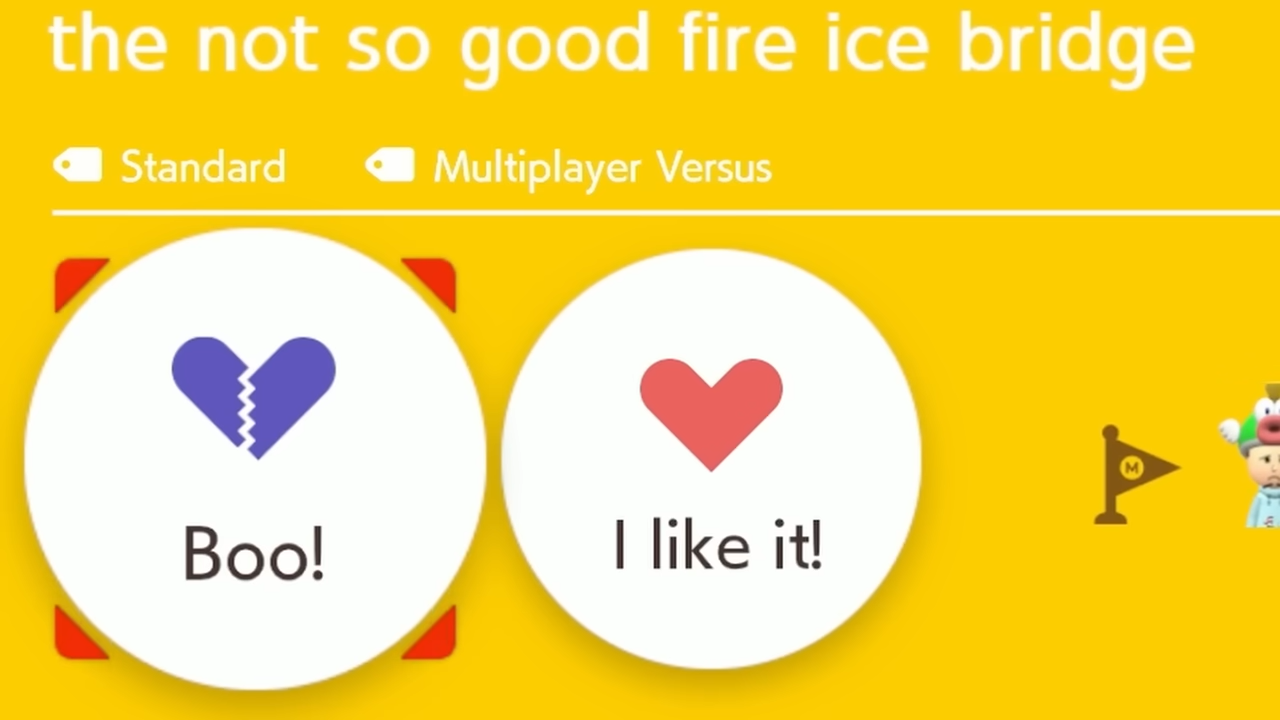 the not so good fire ice bridge
Standard Multiplayer Versus
Boo! I like it!
M